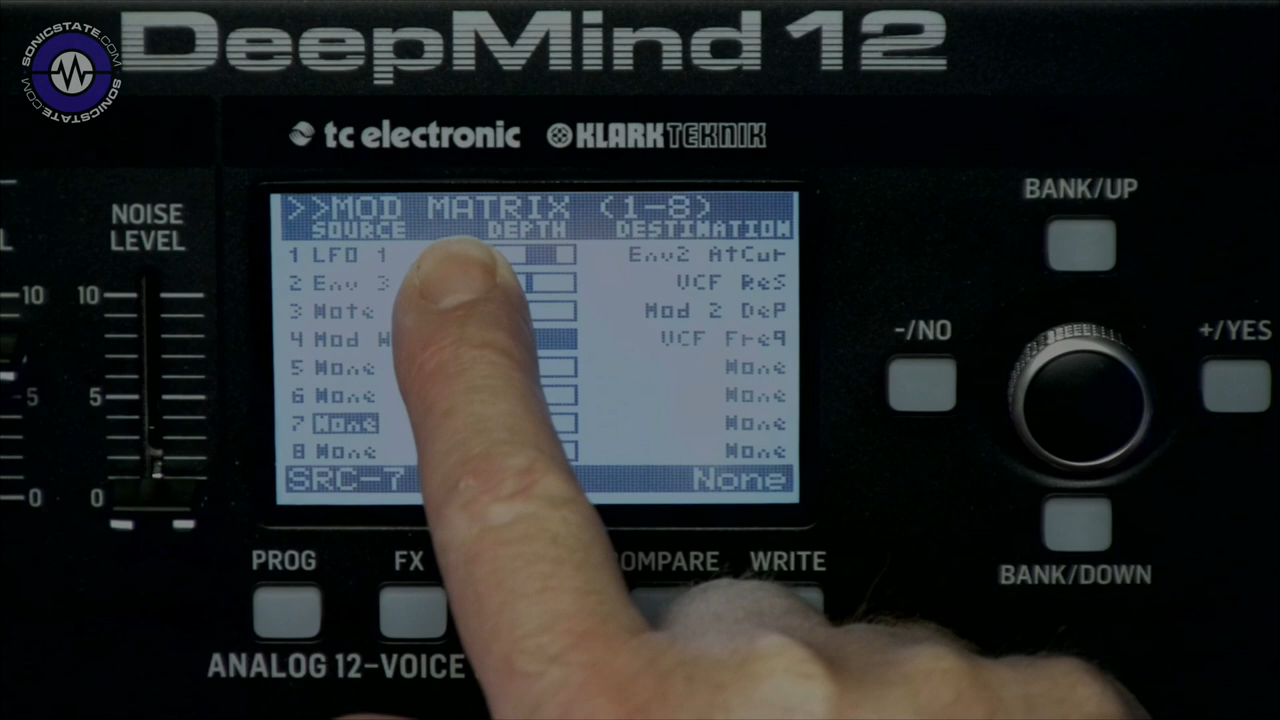 SONICSTATE.COM
SONICSTATE.COM
DeepMind 12
tc electronic KLARK TEKNIK
NOISE LEVEL
10 10
5 5
0 0
>>MOD MATRIX (1-8)
SOURCE DEPTH DESTINATION
1 LFO 1 Env2 AtCur
2 Env 3 VCF ReS
3 Note Mod 2 DeP
4 Mod W VCF Freq
5 None None
6 None None
7 None None
8 None None
SRC-7 None
BANK/UP
-/NO +/YES
BANK/DOWN
PROG FX OMPARE WRITE
ANALOG 12-VOICE